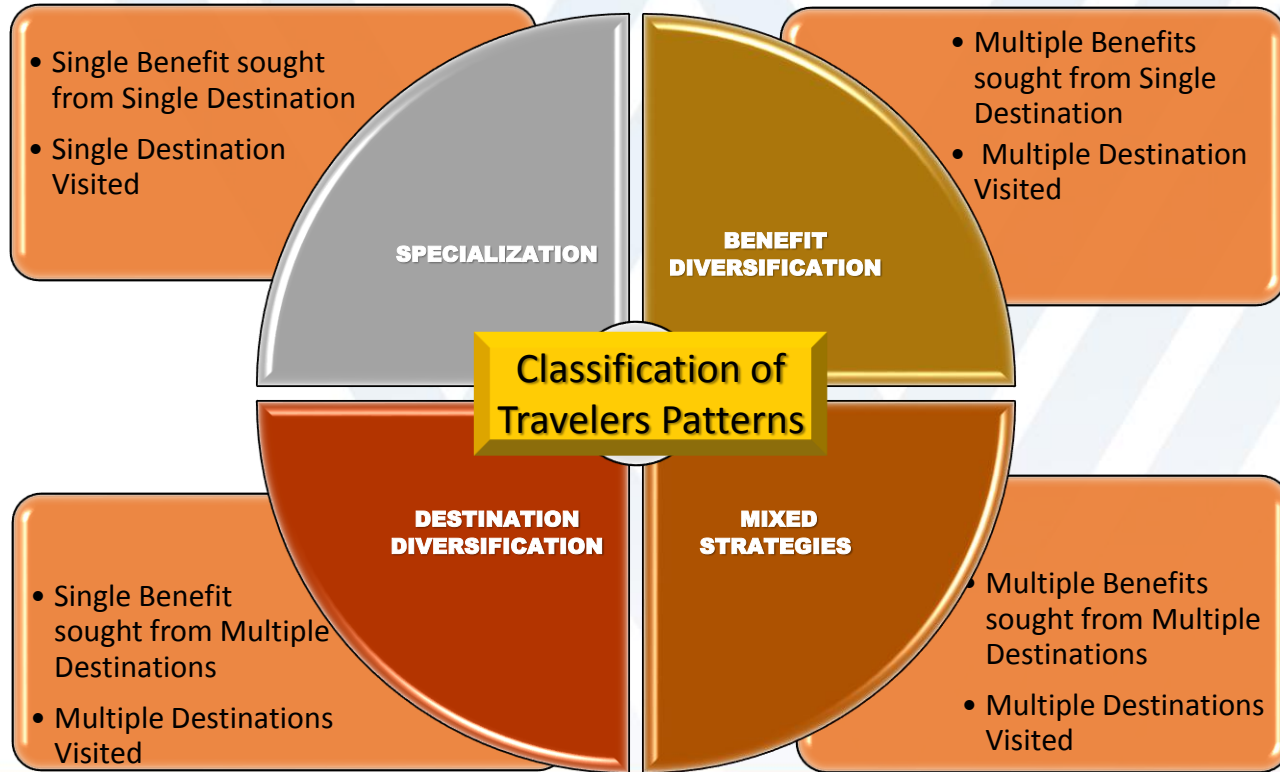 • Single Benefit sought
from Single Destination
• Single Destination
Visited
• Multiple Benefits
sought from Single
Destination
• Multiple Destination
Visited
SPECIALIZATION
BENEFIT
DIVERSIFICATION
Classification of
Travelers Patterns
DESTINATION
DIVERSIFICATION
MIXED
STRATEGIES
• Single Benefit
sought from Multiple
Destinations
• Multiple Destinations
Visited
• Multiple Benefits
sought from Multiple
Destinations
• Multiple Destinations
Visited